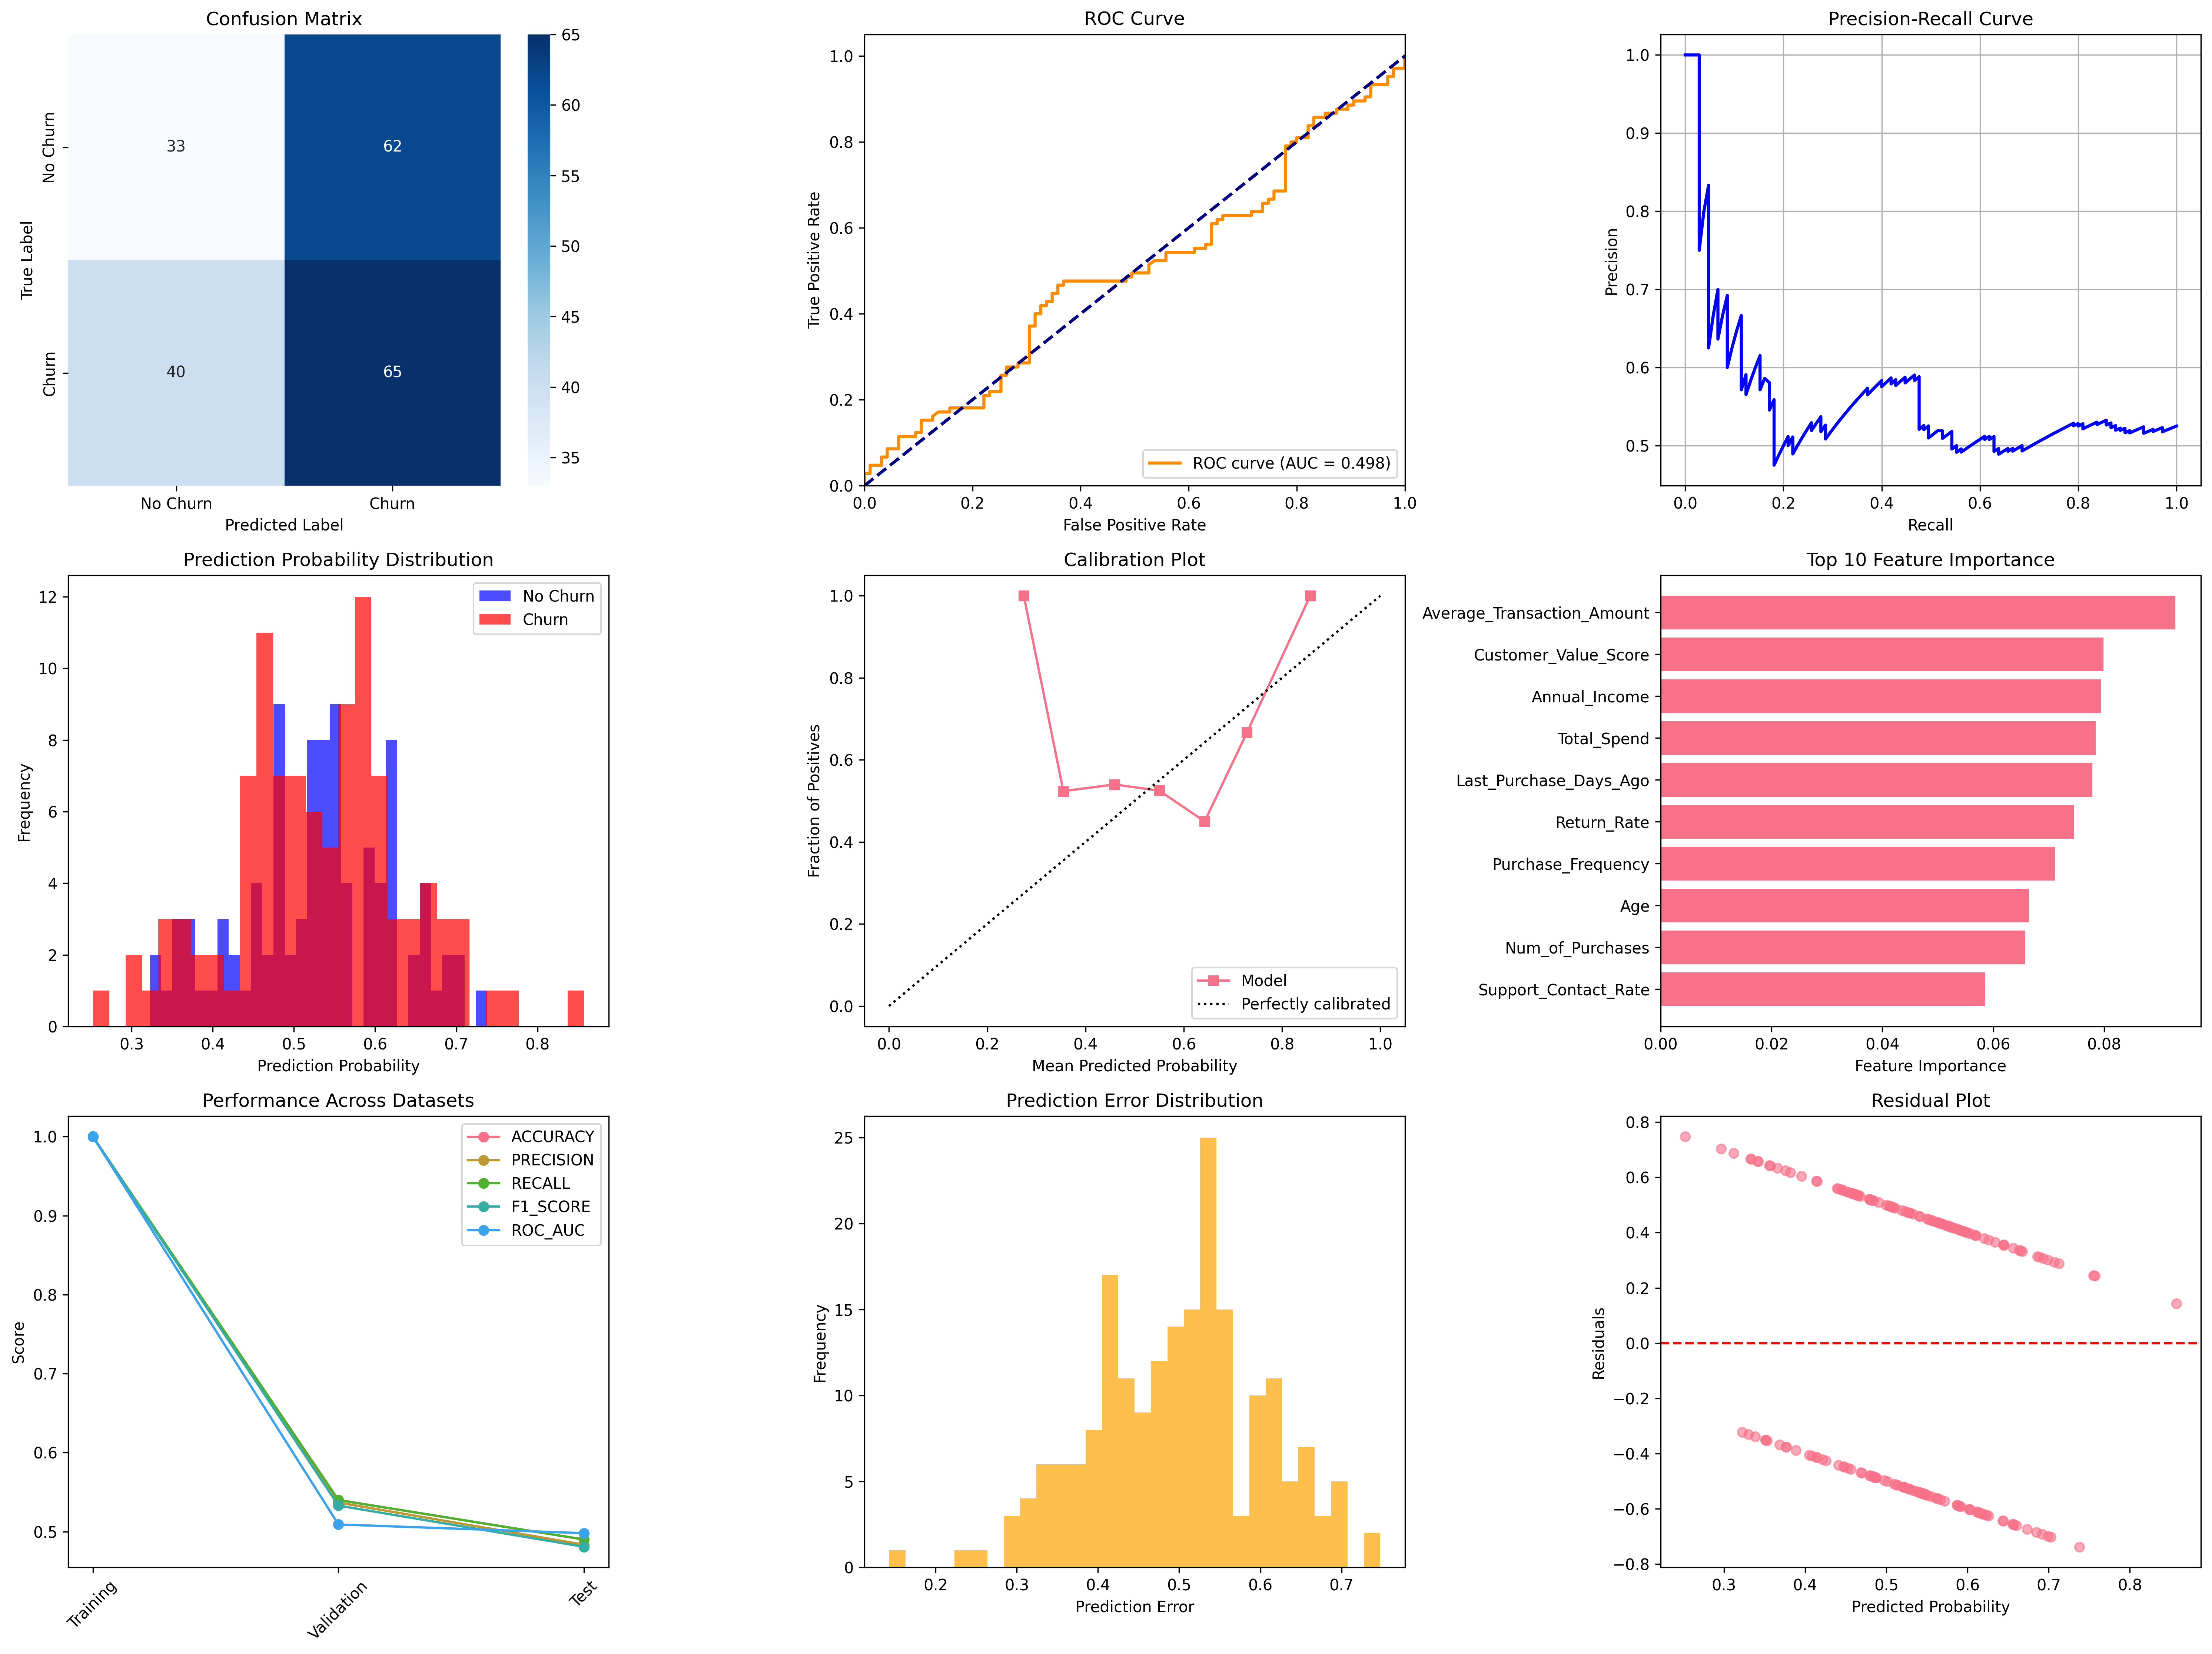 Confusion Matrix
No Churn
Churn
True Label
33
62
40
65
No Churn
Churn
Predicted Label
65
60
55
50
45
40
35
ROC Curve
1.0
0.8
0.6
0.4
0.2
0.0
True Positive Rate
ROC curve (AUC = 0.498)
0.0 0.2 0.4 0.6 0.8 1.0
False Positive Rate
Precision-Recall Curve
1.0
0.9
0.8
0.7
0.6
0.5
Precision
0.0 0.2 0.4 0.6 0.8 1.0
Recall
Prediction Probability Distribution
12
10
8
6
4
2
0
Frequency
No Churn
Churn
0.3 0.4 0.5 0.6 0.7 0.8
Prediction Probability
Calibration Plot
1.0
0.8
0.6
0.4
0.2
0.0
Fraction of Positives
Model
Perfectly calibrated
0.0 0.2 0.4 0.6 0.8 1.0
Mean Predicted Probability
Top 10 Feature Importance
Average_Transaction_Amount
Customer_Value_Score
Annual_Income
Total_Spend
Last_Purchase_Days_Ago
Return_Rate
Purchase_Frequency
Age
Num_of_Purchases
Support_Contact_Rate
0.00 0.02 0.04 0.06 0.08
Feature Importance
Performance Across Datasets
1.0
0.9
0.8
0.7
0.6
0.5
Score
ACCURACY
PRECISION
RECALL
F1_SCORE
ROC_AUC
Training
Validation
Test
Prediction Error Distribution
25
20
15
10
5
0
Frequency
0.2 0.3 0.4 0.5 0.6 0.7
Prediction Error
Residual Plot
0.8
0.6
0.4
0.2
0.0
−0.2
−0.4
−0.6
−0.8
Residuals
0.3 0.4 0.5 0.6 0.7 0.8
Predicted Probability